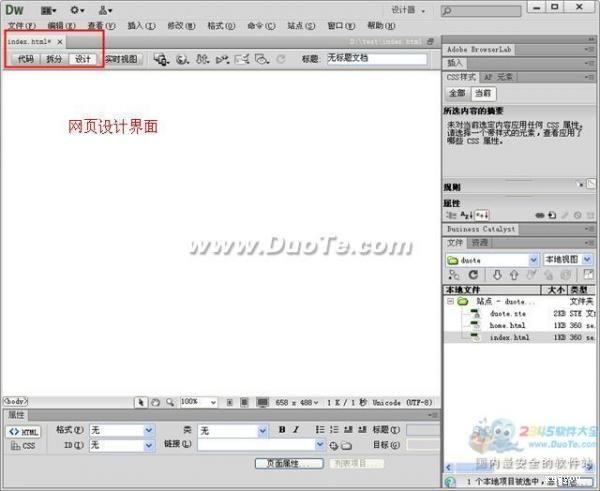 Dw 设计器
文件(F) 编辑(E) 查看(V) 插入(I) 修改(M) 格式(O) 命令(C) 站点(S) 窗口(W) 帮助(H)
index.html* × D:\test\index.html
代码 拆分 设计 实时视图 标题: 无标题文档
网页设计界面
www.DuoTe.com
<body> 100% 658 x 488 1 K / 1 秒 Unicode (UTF-8)
属性
<> HTML 格式(F) 无 类 无 B I 标题(T)
CSS ID(I) 无 链接(L) 目标(G)
页面属性... 列表项目...
Adobe BrowserLab
插入
CSS样式 AP 元素
全部 当前
所选内容的摘要
未对当前选定内容应用任何 CSS 属性。
请选择一个带样式的元素，查看应用了
哪些 CSS 属性。
规则
属性
Business Catalyst
文件 资源
duote 本地视图
本地文件 大小 类型
站点 - duote... 文件夹
duote.ste 2KB STE 文
home.html 1KB 360 se.
index.html 1KB 360 se.
2345软件大全
www.DuoTe.com
国内最安全的软件站
1 个本地项目被选中，总